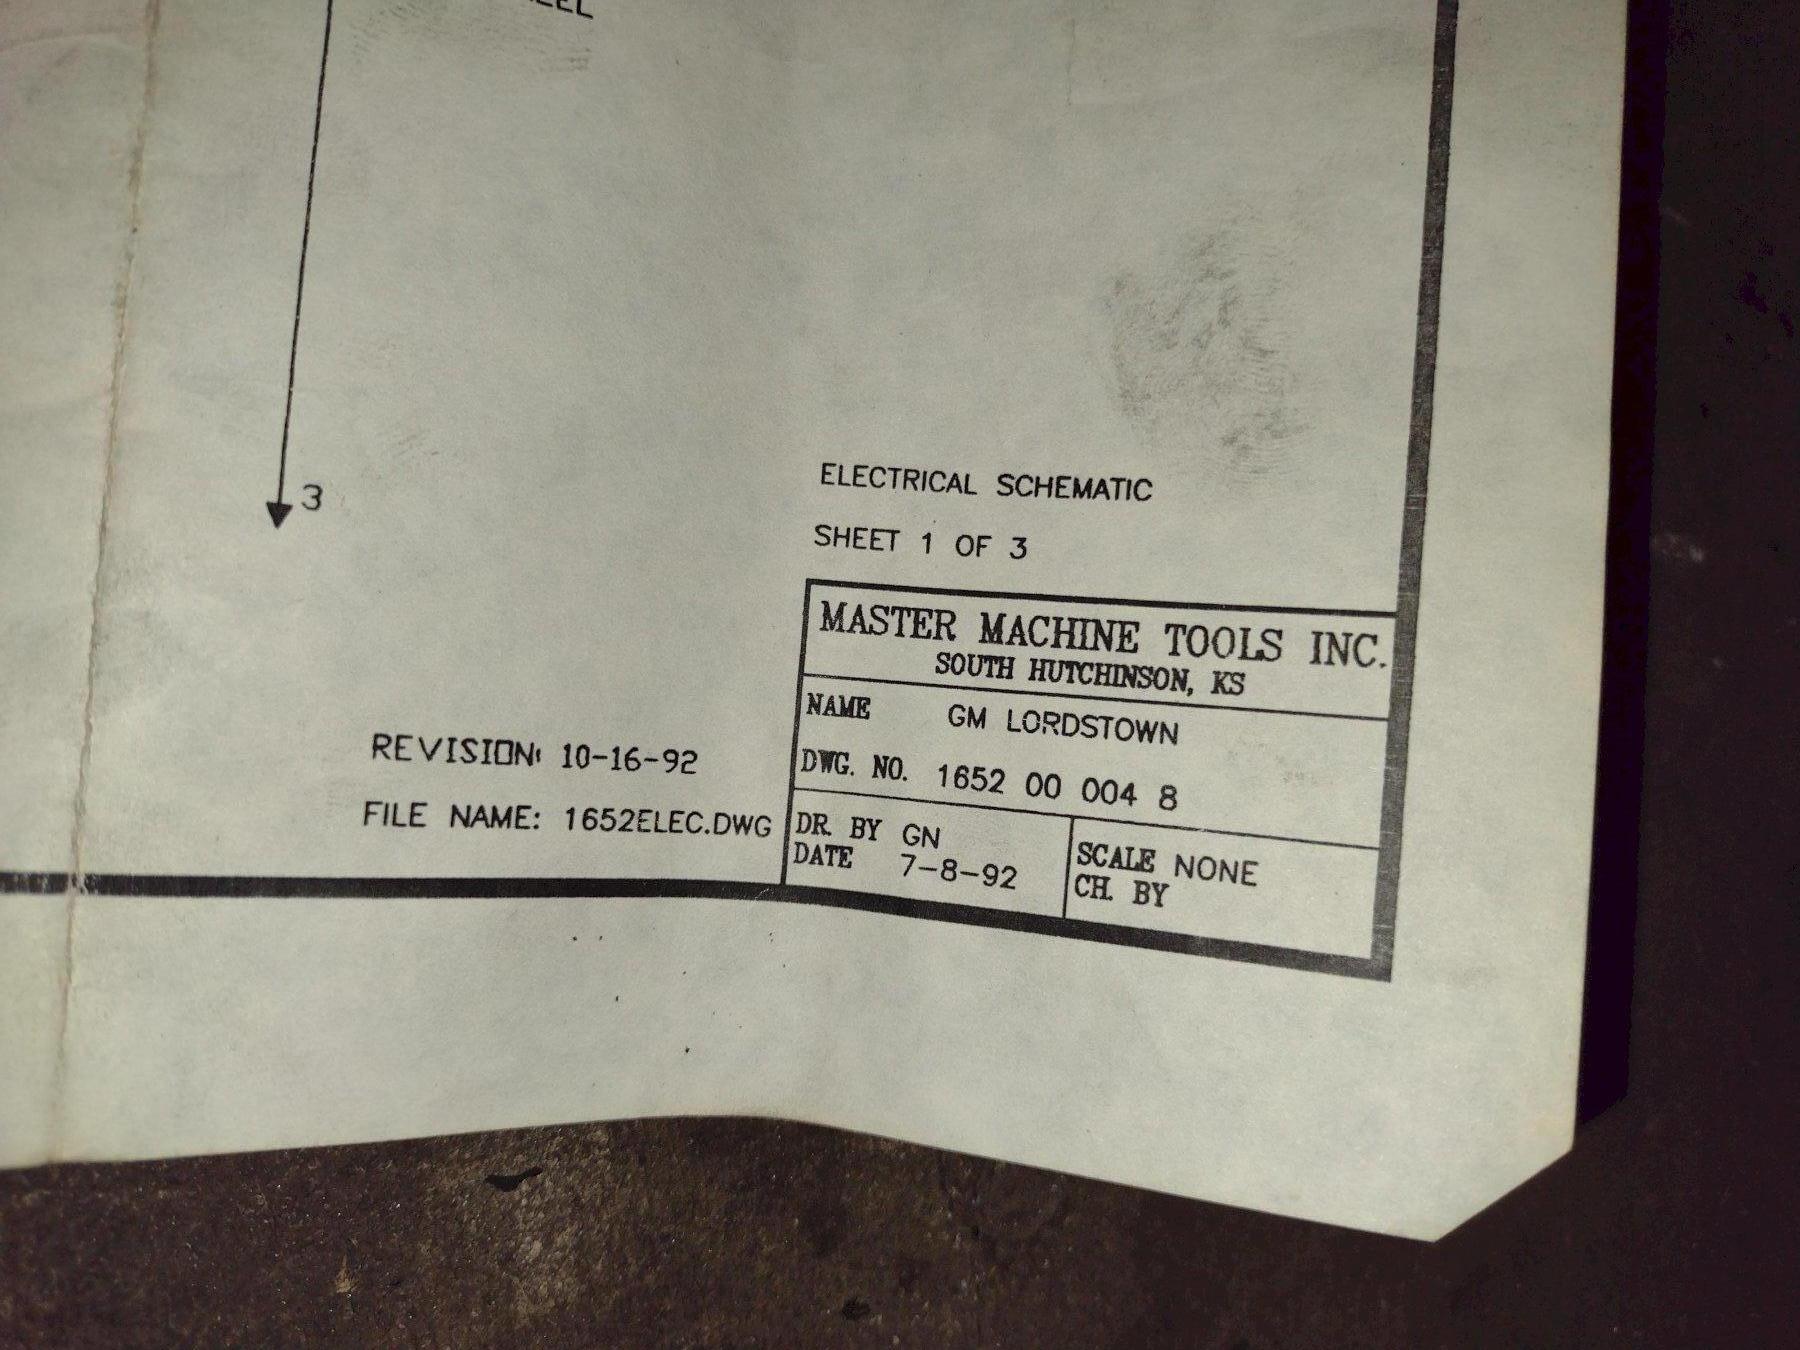 3
ELECTRICAL SCHEMATIC
SHEET 1 OF 3
MASTER MACHINE TOOLS INC.
SOUTH HUTCHINSON, KS
NAME GM LORDSTOWN
DWG. NO. 1652 00 004 8
REVISION: 10-16-92
FILE NAME: 1652ELEC.DWG
DR. BY GN
DATE 7-8-92
SCALE NONE
CH. BY